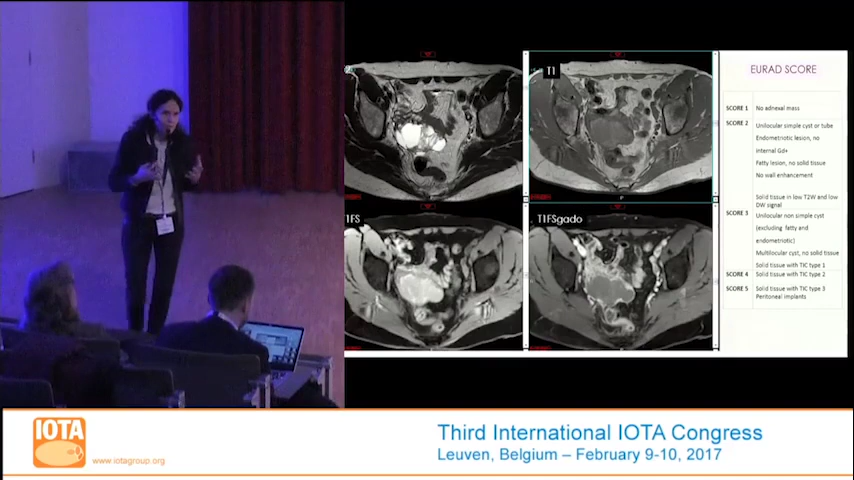 T1
T1FS
T1FSgado
P
EURAD SCORE
SCORE 1 No adneval mass
SCORE 2 Unilocular simple cyst or tube
Endometriotic lesion, no
internal Gd+
Fatty lesion, no solid tissue
No wall enhancement
Solid tissue in low T2W and low
DW signal
SCORE 3 Unilocular non simple cyst
(excluding fatty and
endometriotic)
Multilocular cyst, no solid tissue
Solid tissue with TIC type 1
SCORE 4 Solid tissue with TIC type 2
SCORE 5 Solid tissue with TIC type 3
Peritoneal implants
IOTA
www.iotagroup.org
Third International IOTA Congress
Leuven, Belgium – February 9-10, 2017